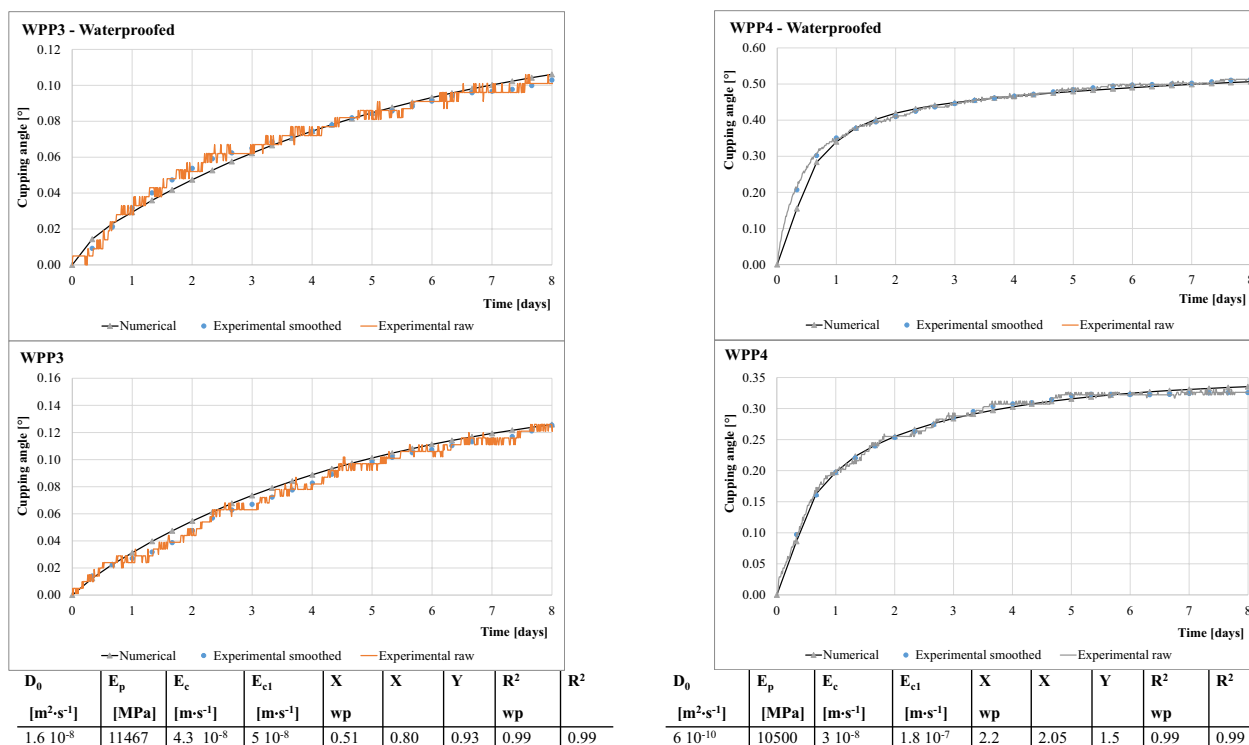 WPP3 - Waterproofed
0.12
0.10
0.08
0.06
0.04
0.02
0.00
Cupping angle [°]
0 1 2 3 4 5 6 7 8
Time [days]
Numerical Experimental smoothed Experimental raw
WPP4 - Waterproofed
0.60
0.50
0.40
0.30
0.20
0.10
0.00
Cupping angle [°]
0 1 2 3 4 5 6 7 8
Time [days]
Numerical Experimental smoothed Experimental raw
WPP3
0.16
0.14
0.12
0.10
0.08
0.06
0.04
0.02
0.00
Cupping angle [°]
0 1 2 3 4 5 6 7 8
Time [days]
Numerical Experimental smoothed Experimental raw
WPP4
0.35
0.30
0.25
0.20
0.15
0.10
0.05
0.00
Cupping angle [°]
0 1 2 3 4 5 6 7 8
Time [days]
Numerical Experimental smoothed Experimental raw
D₀ Eₚ E꜀ E꜀₁ X X Y R² R²
[m²·s⁻¹] [MPa] [m·s⁻¹] [m·s⁻¹] wp wp
1.6 10⁻⁸ 11467 4.3 10⁻⁸ 5 10⁻⁸ 0.51 0.80 0.93 0.99 0.99
D₀ Eₚ E꜀ E꜀₁ X X Y R² R²
[m²·s⁻¹] [MPa] [m·s⁻¹] [m·s⁻¹] wp wp
6 10⁻¹⁰ 10500 3 10⁻⁸ 1.8 10⁻⁷ 2.2 2.05 1.5 0.99 0.99